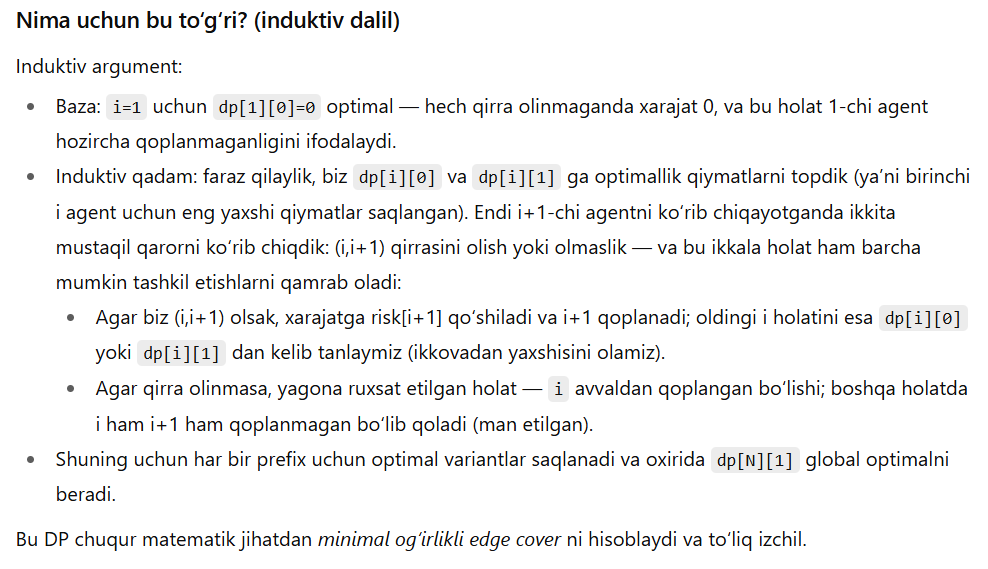 Nima uchun bu to‘g‘ri? (induktiv dalil)
Induktiv argument:
• Baza: i=1 uchun dp[1][0]=0 optimal — hech qirra olinmaganda xarajat 0, va bu holat 1-chi agent
hozircha qoplanmaganligini ifodalaydi.
• Induktiv qadam: faraz qilaylik, biz dp[i][0] va dp[i][1] ga optimallik qiymatlarni topdik (ya’ni birinchi
i agent uchun eng yaxshi qiymatlar saqlangan). Endi i+1-chi agentni ko‘rib chiqayotganda ikkita
mustaqil qarorni ko‘rib chiqdik: (i,i+1) qirrasini olish yoki olmaslik — va bu ikkala holat ham barcha
mumkin tashkil etishlarni qamrab oladi:
• Agar biz (i,i+1) olsak, xarajatga risk[i+1] qo‘shiladi va i+1 qoplanadi; oldingi i holatini esa dp[i][0]
yoki dp[i][1] dan kelib tanlaymiz (ikkovadan yaxshisini olamiz).
• Agar qirra olinmasa, yagona ruxsat etilgan holat — i avvaldan qoplangan bo‘lishi; boshqa holatda
i ham i+1 ham qoplanmagan bo‘lib qoladi (man etilgan).
• Shuning uchun har bir prefix uchun optimal variantlar saqlanadi va oxirida dp[N][1] global optimalni
beradi.
Bu DP chuqur matematik jihatdan minimal og‘irlikli edge cover ni hisoblaydi va to‘liq izchil.